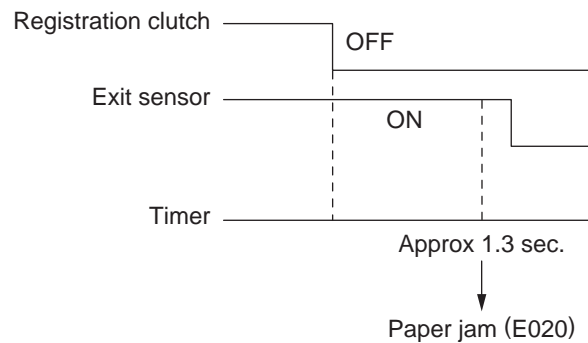 Registration clutch
OFF
Exit sensor
ON
Timer
Approx 1.3 sec.
Paper jam (E020)